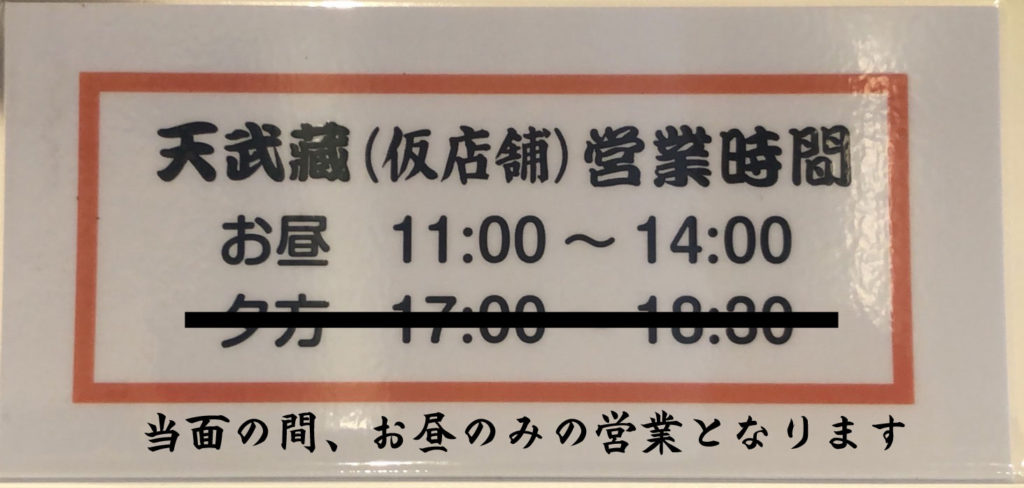 天武藏(仮店舗)営業時間
お昼 11:00～14:00
夕方 17:00 18:30
当面の間、お昼のみの営業となります